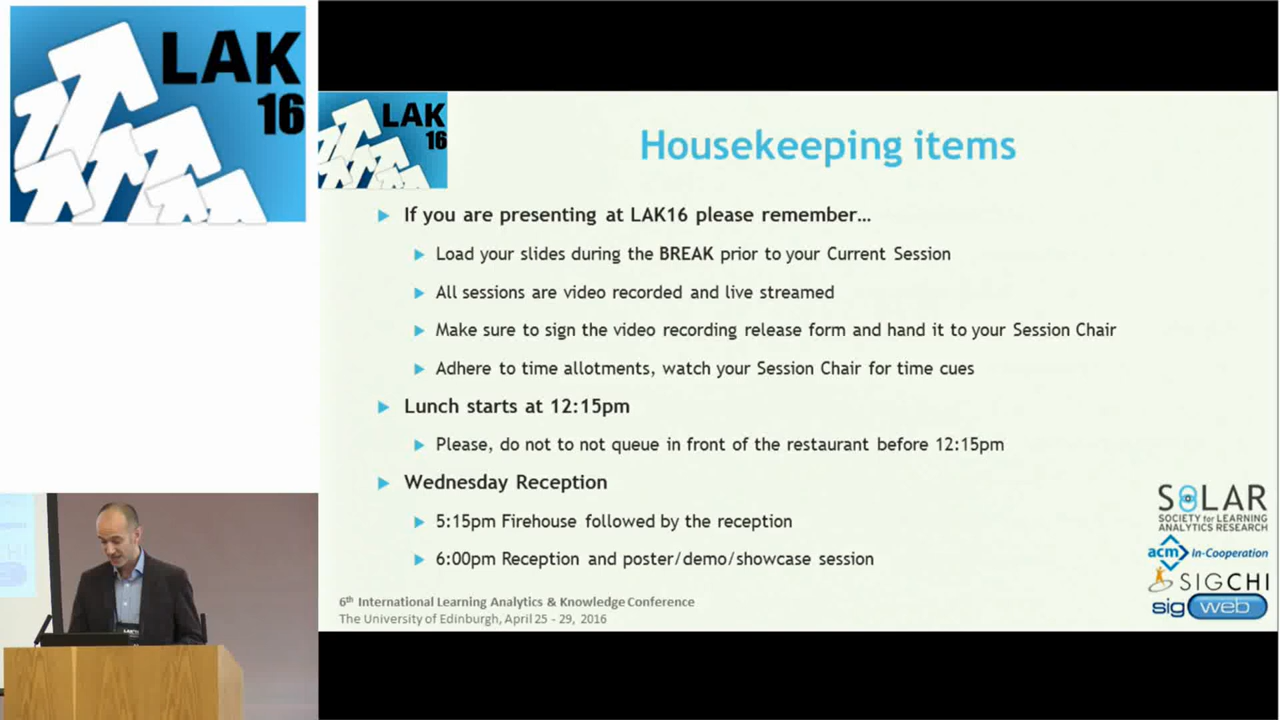 LAK
16
LAK
16
Housekeeping items
If you are presenting at LAK16 please remember…
Load your slides during the BREAK prior to your Current Session
All sessions are video recorded and live streamed
Make sure to sign the video recording release form and hand it to your Session Chair
Adhere to time allotments, watch your Session Chair for time cues
Lunch starts at 12:15pm
Please, do not to not queue in front of the restaurant before 12:15pm
Wednesday Reception
5:15pm Firehouse followed by the reception
6:00pm Reception and poster/demo/showcase session
6th International Learning Analytics & Knowledge Conference
The University of Edinburgh, April 25 - 29, 2016
SOLAR
SOCIETY for LEARNING
ANALYTICS RESEARCH
acm In-Cooperation
SIGCHI
sig web